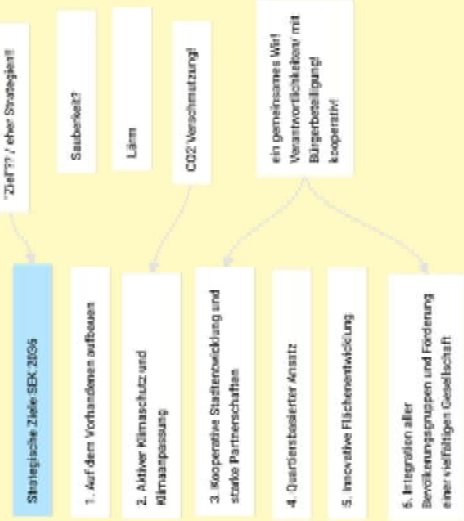 Strategische Ziele SEK 2035
1. Auf dem Vorhandenen aufbauen
2. Aktiver Klimaschutz und
Klimaanpassung
3. Kooperative Stadtentwicklung und
starke Partnerschaften
4. Quartiersbasierter Ansatz
5. Innovative Flächenentwicklung
6. Integration aller
Bevölkerungsgruppen und Förderung
einer vielfältigen Gesellschaft
"Ziel"?? / eher Strategien!!
Sauberkeit?
Lärm
CO2 Verschmutzung!
ein gemeinsames Wir!
Verantwortlichkeiten/ mit
Bürgerbeteiligung!
kooperativ!